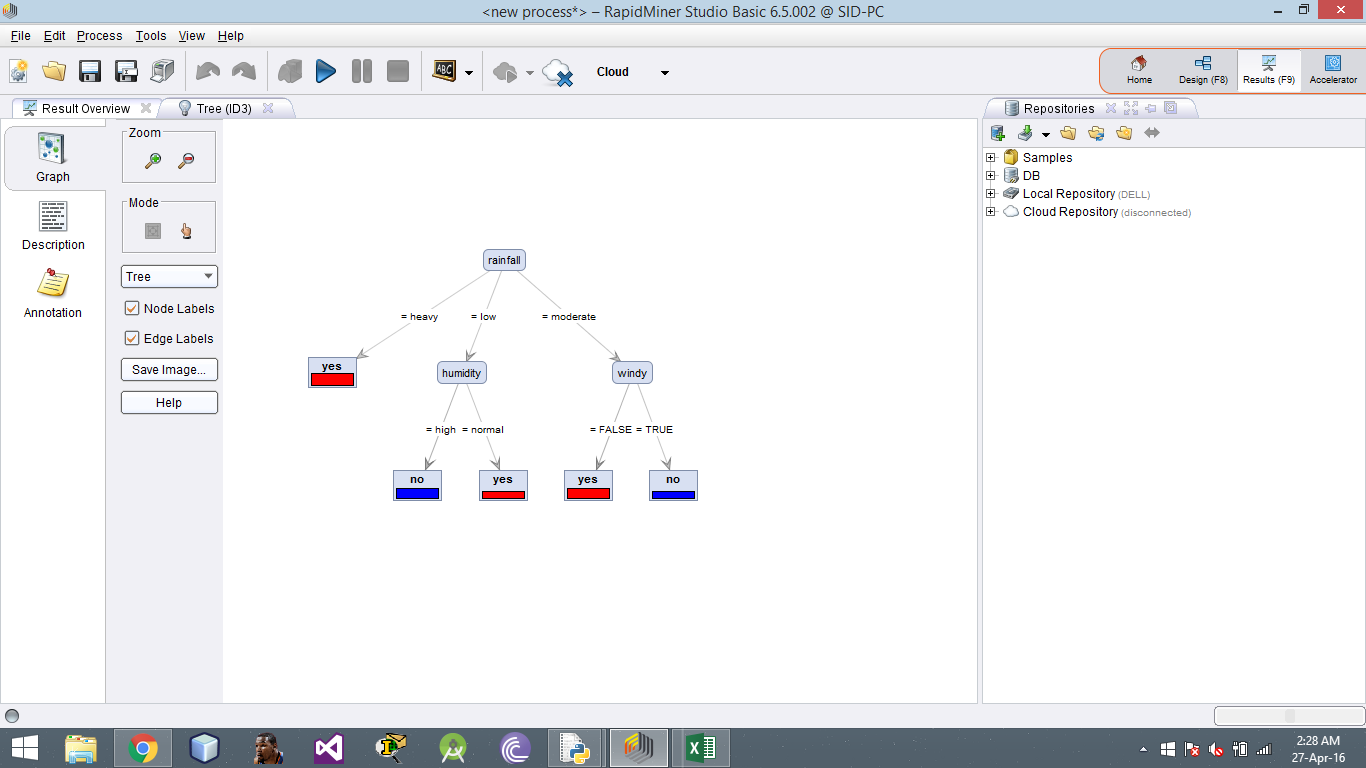 <new process*> – RapidMiner Studio Basic 6.5.002 @ SID-PC
File Edit Process Tools View Help
ABC
Cloud
Home
Design (F8)
Results (F9)
Accelerator
Result Overview
Tree (ID3)
Repositories
Graph
Description
Annotation
Zoom
Mode
Tree
Node Labels
Edge Labels
Save Image...
Help
rainfall
= heavy = low = moderate
yes humidity windy
= high = normal = FALSE = TRUE
no yes yes no
Samples
DB
Local Repository (DELL)
Cloud Repository (disconnected)
2:28 AM
27-Apr-16